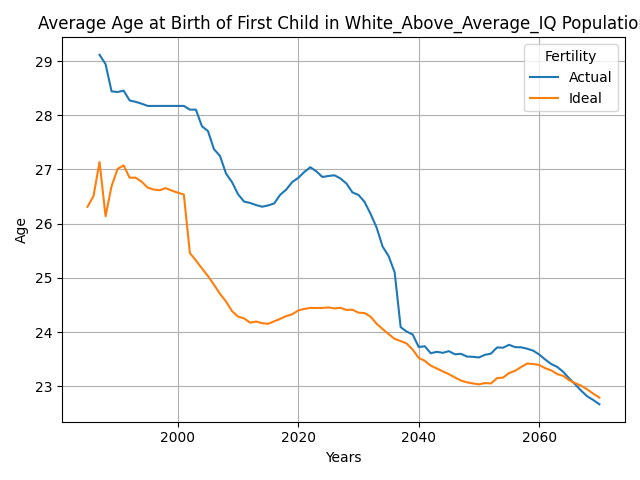 Average Age at Birth of First Child in White_Above_Average_IQ Population
Fertility
Actual
Ideal
29
28
27
26
25
24
23
Age
2000
2020
2040
2060
Years